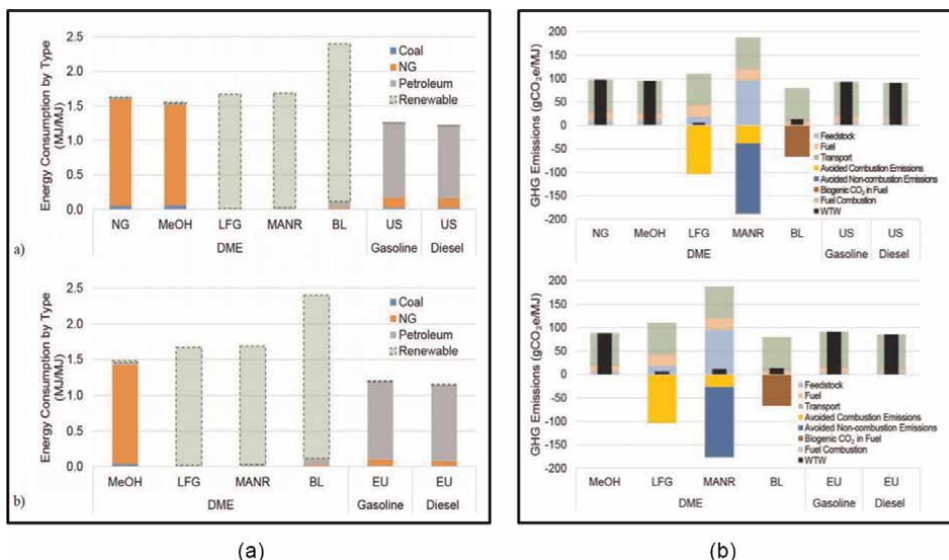 2.5
2.0
1.5
1.0
0.5
0.0
Energy Consumption by Type
(MJ/MJ)
Coal
NG
Petroleum
Renewable
NG MeOH LFG MANR BL US US
Gasoline Diesel
DME
a)
2.5
2.0
1.5
1.0
0.5
0.0
Energy Consumption by Type
(MJ/MJ)
Coal
NG
Petroleum
Renewable
MeOH LFG MANR BL EU EU
DME Gasoline Diesel
b)
(a)
200
150
100
50
0
-50
-100
-150
-200
GHG Emissions (gCO₂e/MJ)
Feedstock
Fuel
Transport
Avoided Combustion Emissions
Avoided Non-combustion Emissions
Biogenic CO₂ in Fuel
Fuel Combustion
WTW
NG MeOH LFG MANR BL US US
Gasoline Diesel
DME
200
150
100
50
0
-50
-100
-150
-200
GHG Emissions (gCO₂e/MJ)
Feedstock
Fuel
Transport
Avoided Combustion Emissions
Avoided Non-combustion Emissions
Biogenic CO₂ in Fuel
Fuel Combustion
WTW
MeOH LFG MANR BL EU EU
DME Gasoline Diesel
(b)